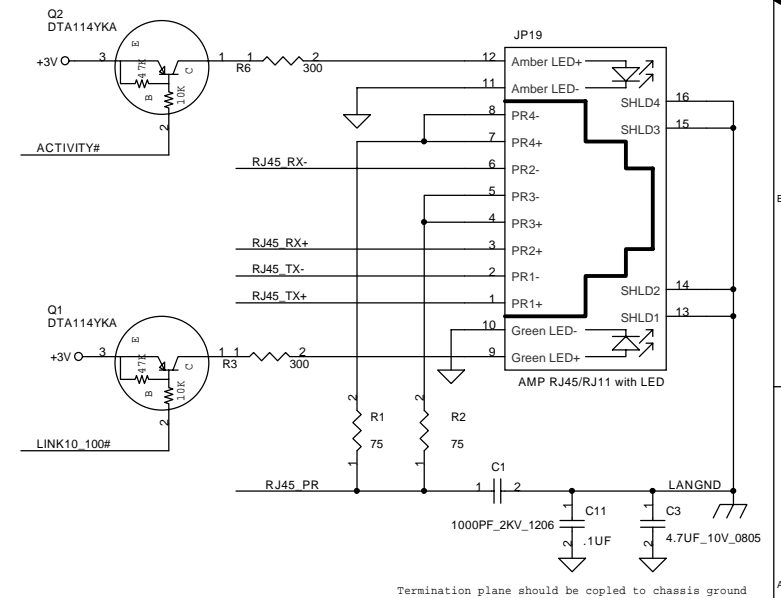 Q2
DTA114YKA
JP19
+3V
3
E
47K
B
C
10K
2
1
1
R6
2
300
12
Amber LED+
11
Amber LED-
8
PR4-
7
PR4+
6
PR2-
5
PR3-
4
PR3+
3
PR2+
2
PR1-
1
PR1+
10
Green LED-
9
Green LED+
SHLD4
16
SHLD3
15
SHLD2
14
SHLD1
13
AMP RJ45/RJ11 with LED
ACTIVITY#
RJ45_RX-
RJ45_RX+
RJ45_TX-
RJ45_TX+
Q1
DTA114YKA
+3V
3
E
47K
B
C
10K
2
1
1
R3
2
300
LINK10_100#
2
R1
75
1
2
R2
75
1
RJ45_PR
C1
1
2
1000PF_2KV_1206
LANGND
1
C11
2
.1UF
1
C3
2
4.7UF_10V_0805
Termination plane should be copled to chassis ground
B
A